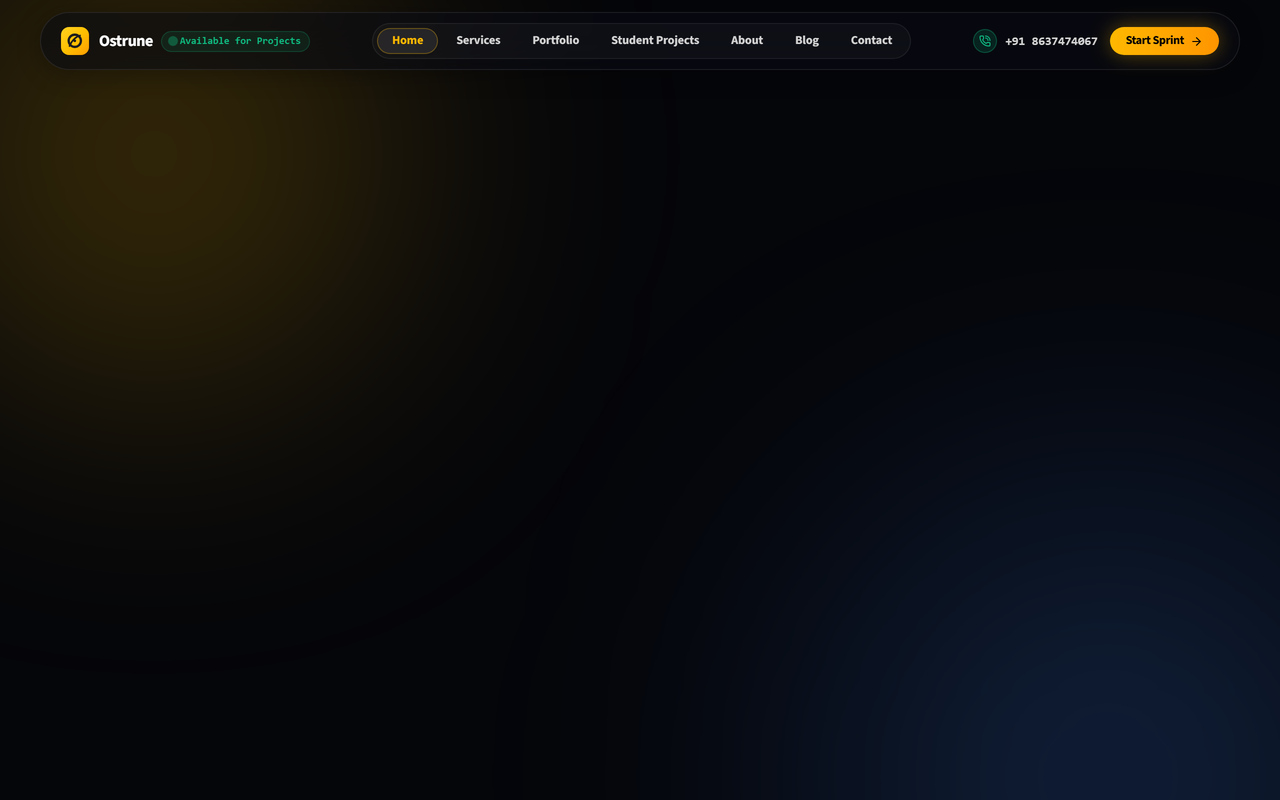 Ostrune
Available for Projects
Home
Services
Portfolio
Student Projects
About
Blog
Contact
+91 8637474067
Start Sprint